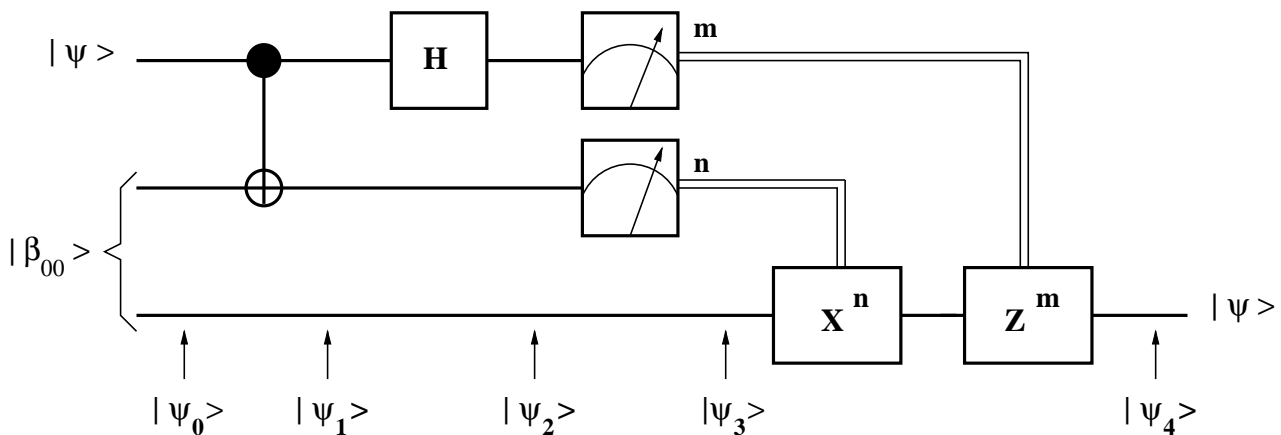 | ψ > H m
n
| β₀₀ >
X n Z m | ψ >
| ψ₀> | ψ₁> | ψ₂> |ψ₃> | ψ₄>